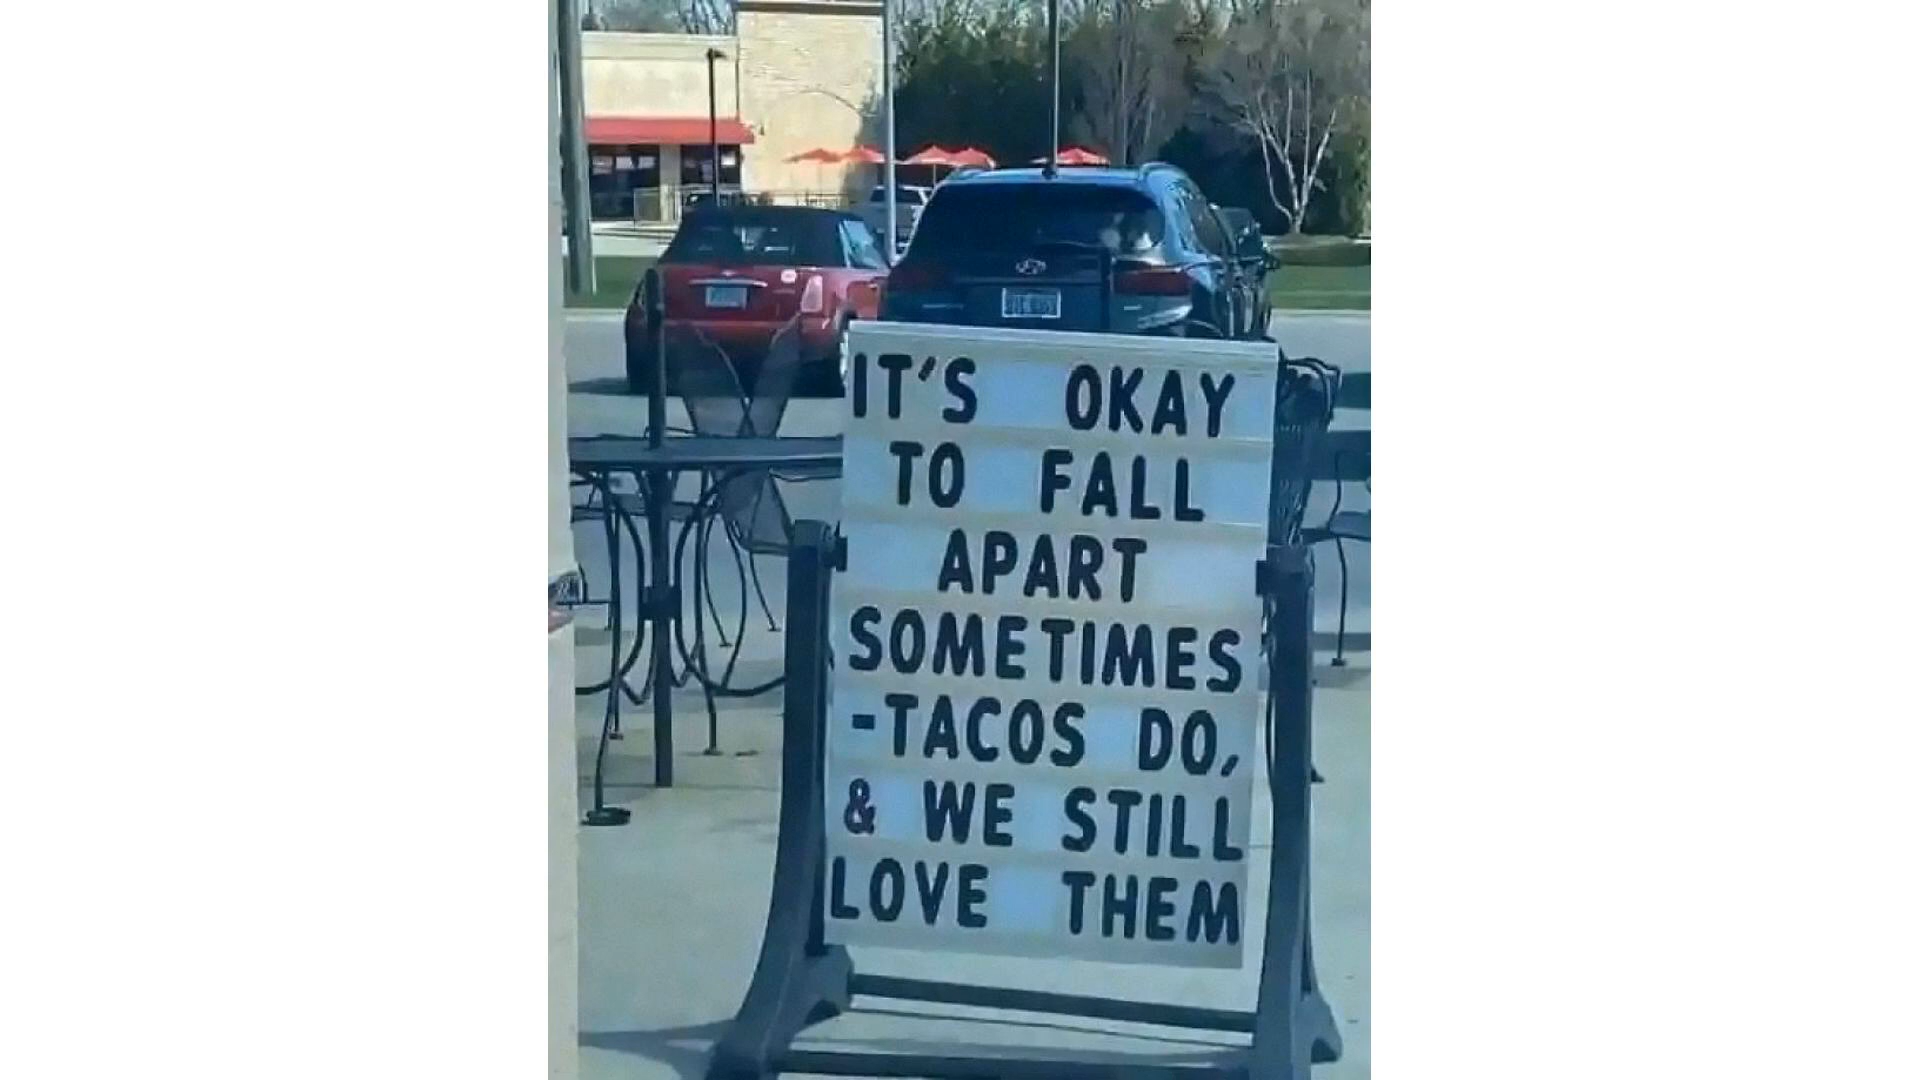 IT'S OKAY
TO FALL
APART
SOMETIMES
-TACOS DO,
& WE STILL
LOVE THEM